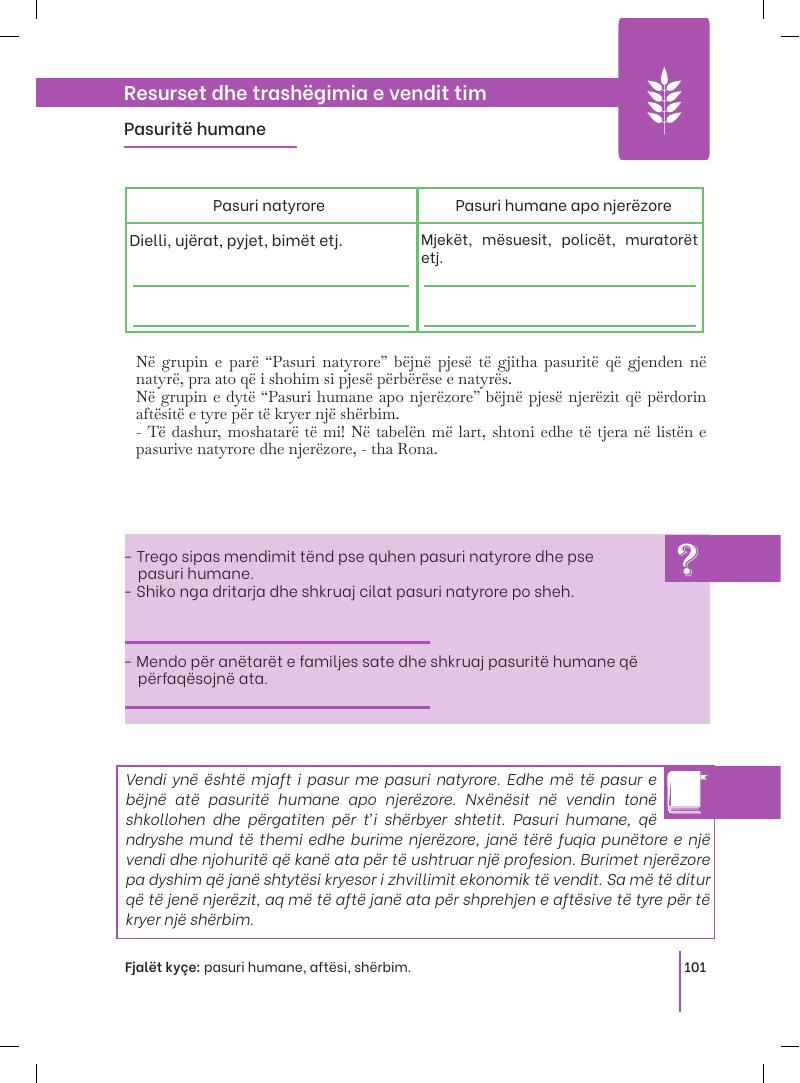 Resurset dhe trashëgimia e vendit tim
Pasuritë humane
Pasuri natyrore
Pasuri humane apo njerëzore
Dielli, ujërat, pyjet, bimët etj.
Mjekët, mësuesit, policët, muratorët
etj.
Në grupin e parë “Pasuri natyrore” bëjnë pjesë të gjitha pasuritë që gjenden në
natyrë, pra ato që i shohim si pjesë përbërëse e natyrës.
Në grupin e dytë “Pasuri humane apo njerëzore” bëjnë pjesë njerëzit që përdorin
aftësitë e tyre për të kryer një shërbim.
- Të dashur, moshatarë të mi! Në tabelën më lart, shtoni edhe të tjera në listën e
pasurive natyrore dhe njerëzore, - tha Rona.
– Trego sipas mendimit tënd pse quhen pasuri natyrore dhe pse
pasuri humane.
– Shiko nga dritarja dhe shkruaj cilat pasuri natyrore po sheh.
– Mendo për anëtarët e familjes sate dhe shkruaj pasuritë humane që
përfaqësojnë ata.
?
Vendi ynë është mjaft i pasur me pasuri natyrore. Edhe më të pasur e
bëjnë atë pasuritë humane apo njerëzore. Nxënësit në vendin tonë
shkollohen dhe përgatiten për t’i shërbyer shtetit. Pasuri humane, që
ndryshe mund të themi edhe burime njerëzore, janë tërë fuqia punëtore e një
vendi dhe njohuritë që kanë ata për të ushtruar një profesion. Burimet njerëzore
pa dyshim që janë shtytësi kryesor i zhvillimit ekonomik të vendit. Sa më të ditur
që të jenë njerëzit, aq më të aftë janë ata për shprehjen e aftësive të tyre për të
kryer një shërbim.
Fjalët kyçe: pasuri humane, aftësi, shërbim.
101